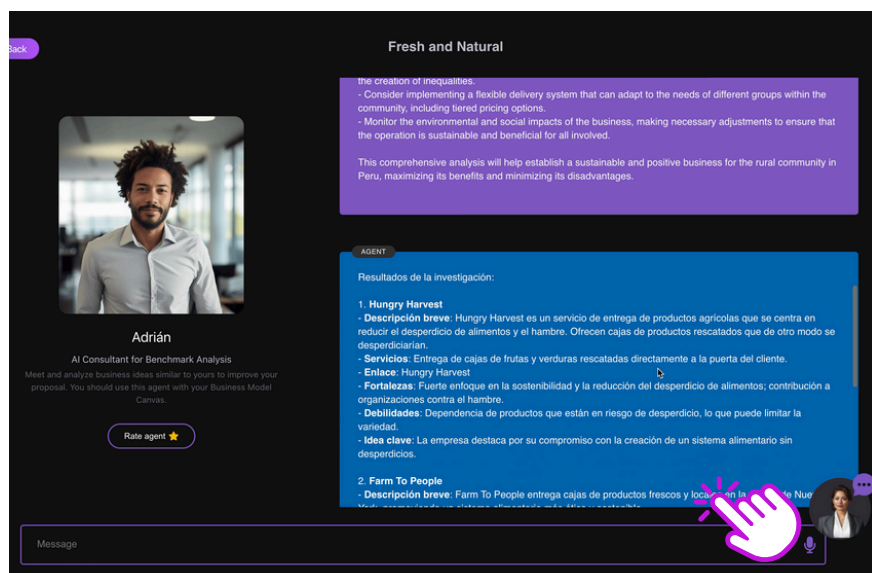 Back
Fresh and Natural
the creation of inequalities.
- Consider implementing a flexible delivery system that can adapt to the needs of different groups within the
community, including tiered pricing options.
- Monitor the environmental and social impacts of the business, making necessary adjustments to ensure that
the operation is sustainable and beneficial for all involved.
This comprehensive analysis will help establish a sustainable and positive business for the rural community in
Peru, maximizing its benefits and minimizing its disadvantages.
Adrián
AI Consultant for Benchmark Analysis
Meet and analyze business ideas similar to yours to improve your
proposal. You should use this agent with your Business Model
Canvas.
Rate agent
AGENT
Resultados de la investigación:
1. Hungry Harvest
- Descripción breve: Hungry Harvest es un servicio de entrega de productos agrícolas que se centra en
reducir el desperdicio de alimentos y el hambre. Ofrecen cajas de productos rescatados que de otro modo se
desperdiciarían.
- Servicios: Entrega de cajas de frutas y verduras rescatadas directamente a la puerta del cliente.
- Enlace: Hungry Harvest
- Fortalezas: Fuerte enfoque en la sostenibilidad y la reducción del desperdicio de alimentos; contribución a
organizaciones contra el hambre.
- Debilidades: Dependencia de productos que están en riesgo de desperdicio, lo que puede limitar la
variedad.
- Idea clave: La empresa destaca por su compromiso con la creación de un sistema alimentario sin
desperdicios.
2. Farm To People
- Descripción breve: Farm To People entrega cajas de productos frescos y locales en la de Nue
Message